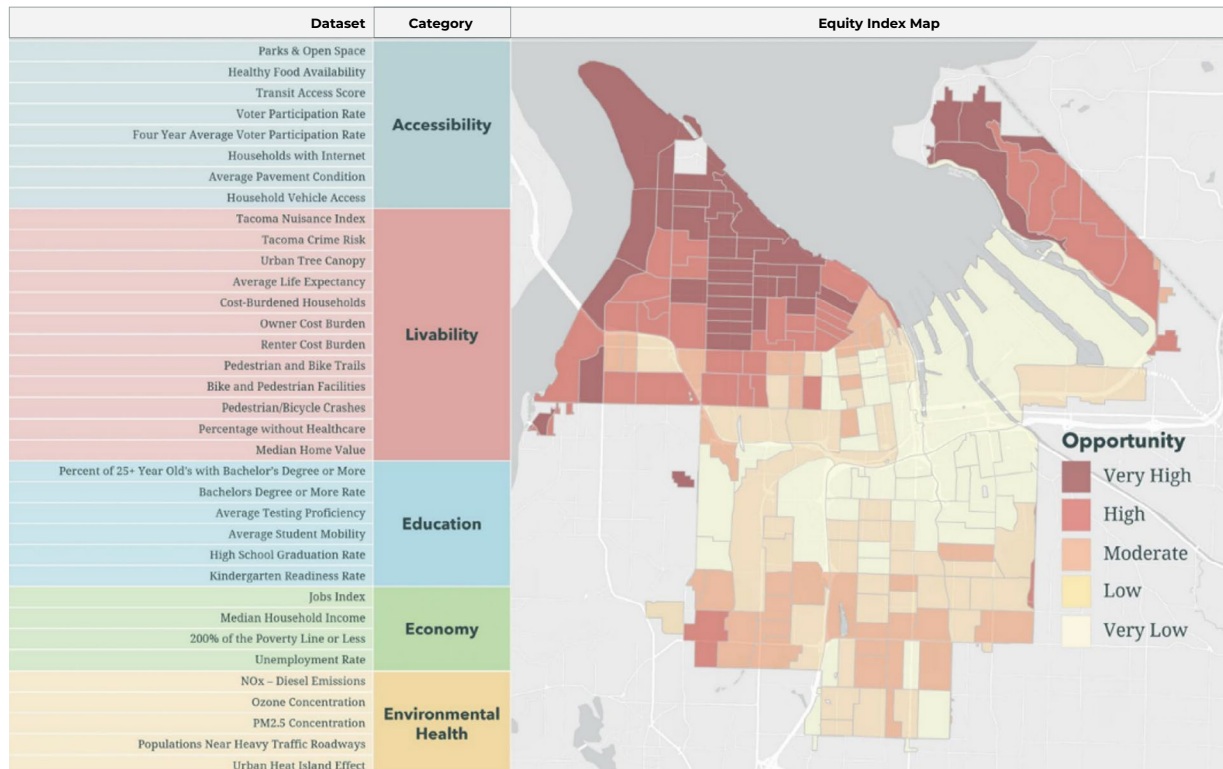 Dataset
Category
Equity Index Map
Parks & Open Space
Healthy Food Availability
Transit Access Score
Voter Participation Rate
Four Year Average Voter Participation Rate
Households with Internet
Average Pavement Condition
Household Vehicle Access
Accessibility
Tacoma Nuisance Index
Tacoma Crime Risk
Urban Tree Canopy
Average Life Expectancy
Cost-Burdened Households
Owner Cost Burden
Renter Cost Burden
Pedestrian and Bike Trails
Bike and Pedestrian Facilities
Pedestrian/Bicycle Crashes
Percentage without Healthcare
Median Home Value
Livability
Percent of 25+ Year Old's with Bachelor's Degree or More
Bachelors Degree or More Rate
Average Testing Proficiency
Average Student Mobility
High School Graduation Rate
Kindergarten Readiness Rate
Education
Jobs Index
Median Household Income
200% of the Poverty Line or Less
Unemployment Rate
Economy
NOx – Diesel Emissions
Ozone Concentration
PM2.5 Concentration
Populations Near Heavy Traffic Roadways
Urban Heat Island Effect
Environmental
Health
Opportunity
Very High
High
Moderate
Low
Very Low